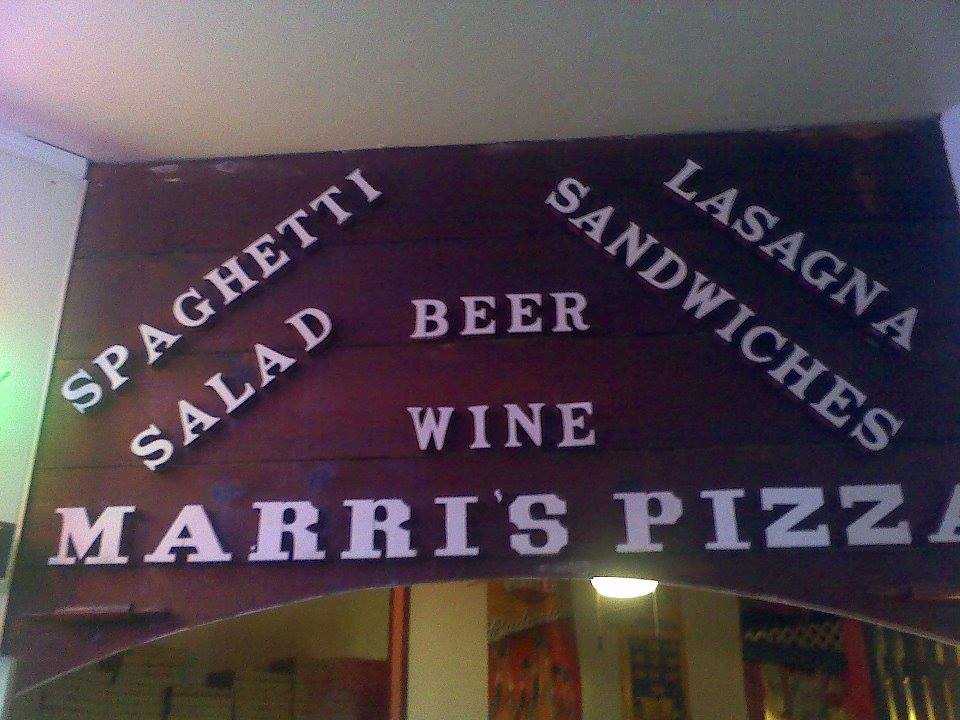 SPAGHETTI
SALAD
BEER
WINE
LASAGNA
SANDWICHES
MARRI'S PIZZA